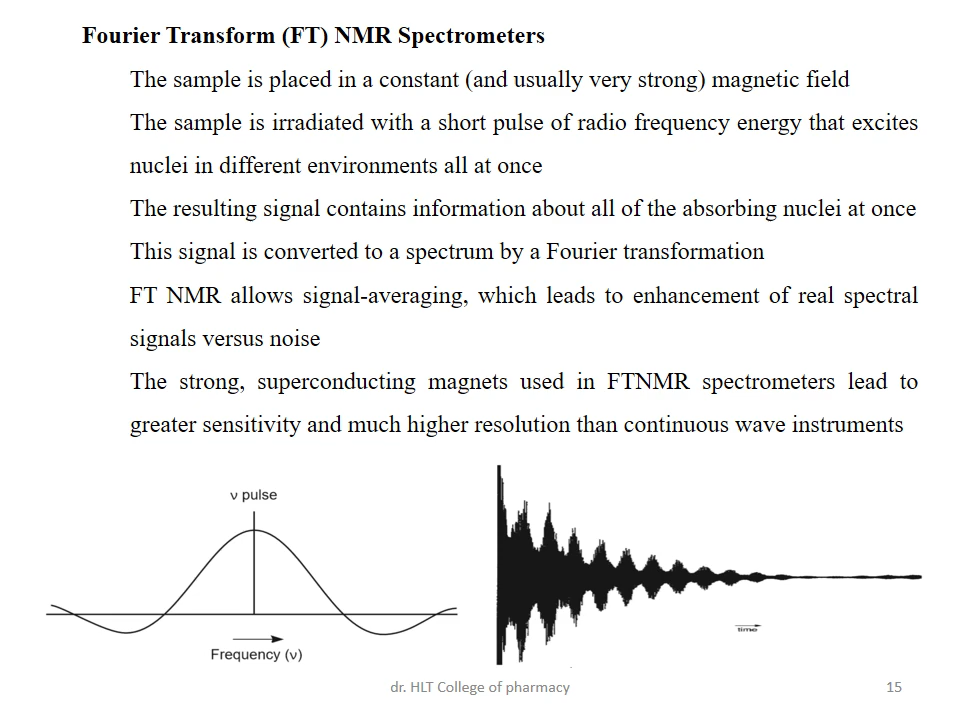 Fourier Transform (FT) NMR Spectrometers
The sample is placed in a constant (and usually very strong) magnetic field
The sample is irradiated with a short pulse of radio frequency energy that excites
nuclei in different environments all at once
The resulting signal contains information about all of the absorbing nuclei at once
This signal is converted to a spectrum by a Fourier transformation
FT NMR allows signal-averaging, which leads to enhancement of real spectral
signals versus noise
The strong, superconducting magnets used in FTNMR spectrometers lead to
greater sensitivity and much higher resolution than continuous wave instruments
ν pulse
Frequency (ν)
time
dr. HLT College of pharmacy
15